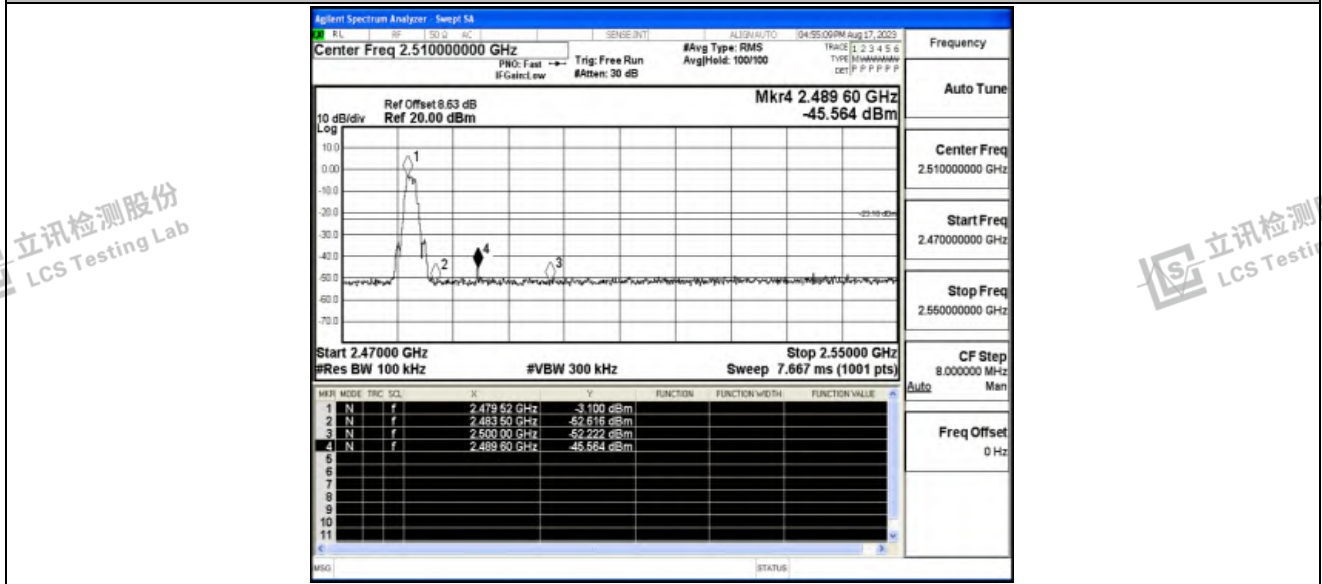 Agilent Spectrum Analyzer - Swept SA
RL RF 50 Ω AC SENSE:INT ALIGN AUTO 04:55:09 PM Aug 17, 2023
Center Freq 2.510000000 GHz
PNO: Fast
IFGain:Low
Trig: Free Run
#Atten: 30 dB
#Avg Type: RMS
Avg|Hold: 100/100
TRACE 1 2 3 4 5 6
TYPE
DET P P P P P P
Frequency
Mkr4 2.489 60 GHz
-45.564 dBm
Ref Offset 8.63 dB
10 dB/div Ref 20.00 dBm
Log
10.0
0.00
-10.0
-20.0
-30.0
-40.0
-50.0
-60.0
-70.0
1
2
4
3
-23.10 dBm
Start 2.47000 GHz Stop 2.55000 GHz
#Res BW 100 kHz #VBW 300 kHz Sweep 7.667 ms (1001 pts)
MKR MODE TRC SCL X Y FUNCTION FUNCTION WIDTH FUNCTION VALUE
1 N f 2.479 52 GHz -3.100 dBm
2 N f 2.483 50 GHz -52.616 dBm
3 N f 2.500 00 GHz -52.222 dBm
4 N f 2.489 60 GHz -45.564 dBm
5
6
7
8
9
10
11
MSG STATUS
Auto Tune
Center Freq
2.510000000 GHz
Start Freq
2.470000000 GHz
Stop Freq
2.550000000 GHz
CF Step
8.000000 MHz
Auto Man
Freq Offset
0 Hz
立讯检测股份
LCS Testing Lab
立讯检测
LCS Testin